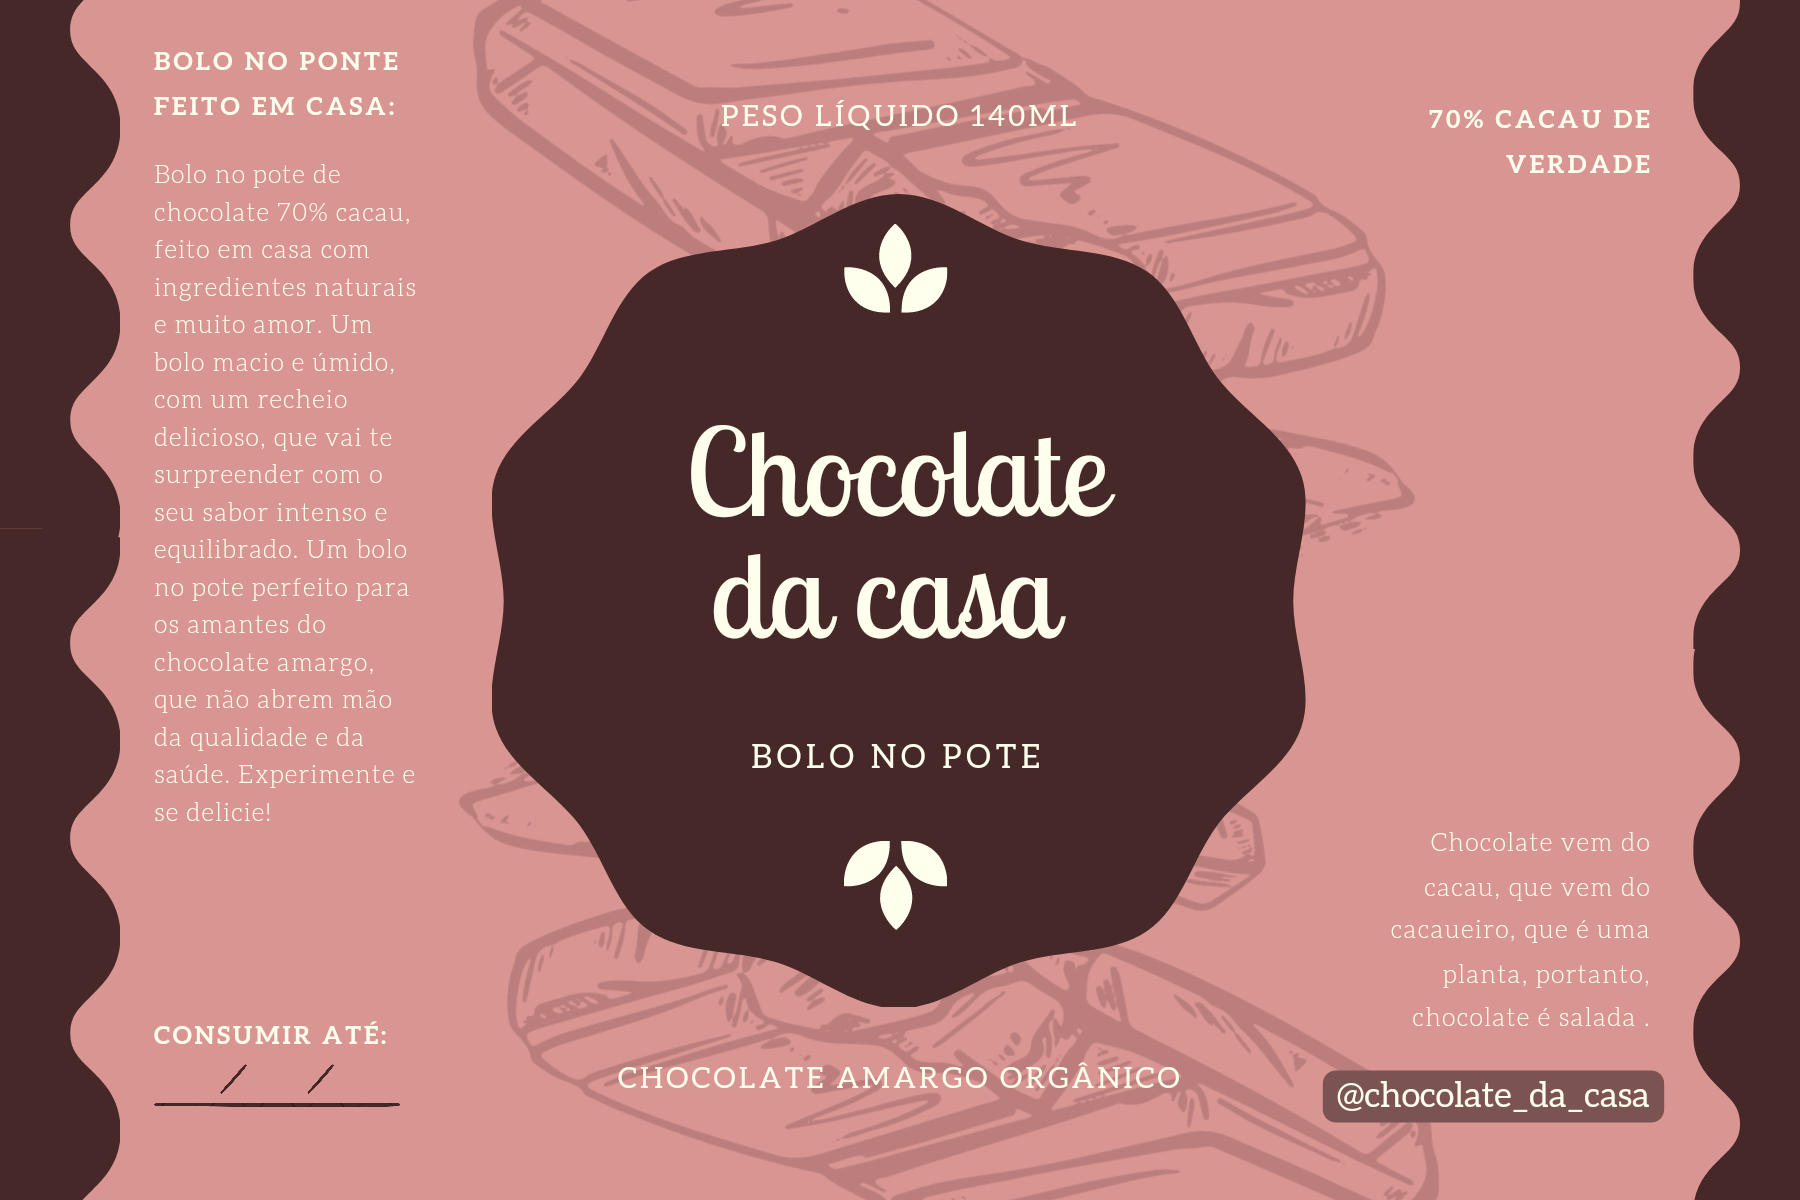 BOLO NO PONTE
FEITO EM CASA:
Bolo no pote de
chocolate 70% cacau,
feito em casa com
ingredientes naturais
e muito amor. Um
bolo macio e úmido,
com um recheio
delicioso, que vai te
surpreender com o
seu sabor intenso e
equilibrado. Um bolo
no pote perfeito para
os amantes do
chocolate amargo,
que não abrem mão
da qualidade e da
saúde. Experimente e
se delicie!
CONSUMIR ATÉ:
/ /
PESO LÍQUIDO 140ML
Chocolate
da casa
BOLO NO POTE
CHOCOLATE AMARGO ORGÂNICO
70% CACAU DE
VERDADE
Chocolate vem do
cacau, que vem do
cacaueiro, que é uma
planta, portanto,
chocolate é salada .
@chocolate_da_casa